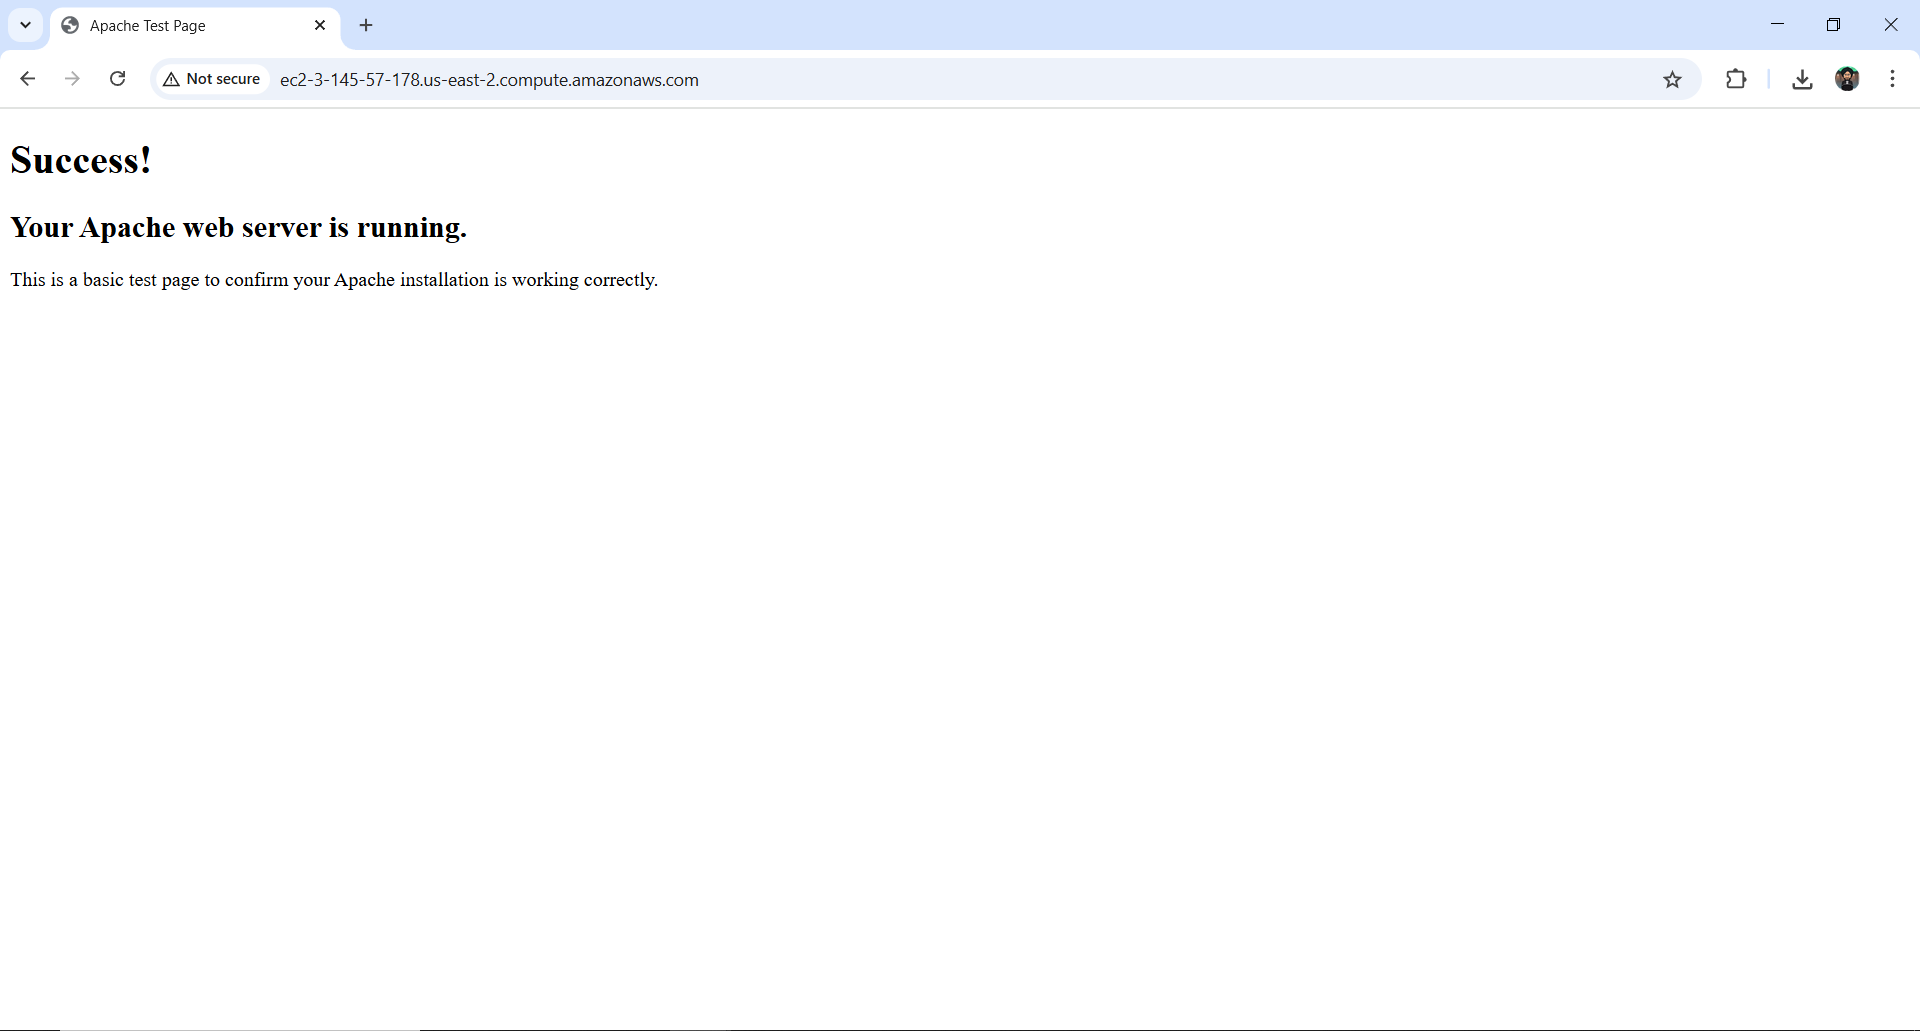 Apache Test Page
Not secure
ec2-3-145-57-178.us-east-2.compute.amazonaws.com
Success!
Your Apache web server is running.
This is a basic test page to confirm your Apache installation is working correctly.